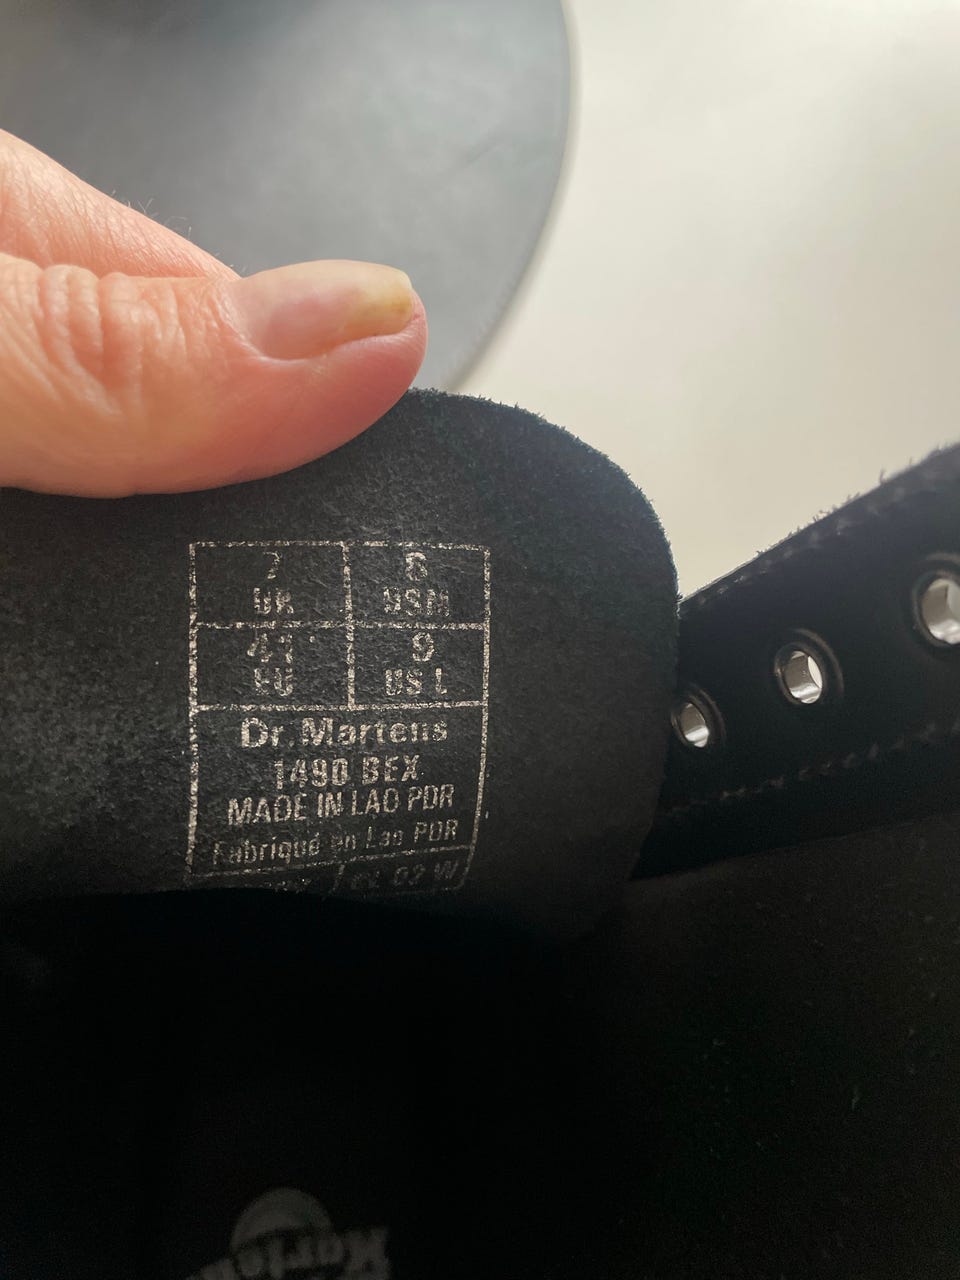 7 8
UK USM
41 9
EU US L
Dr.Martens
1490 BEX
MADE IN LAO PDR
Fabriqué en Lao PDR
02 W